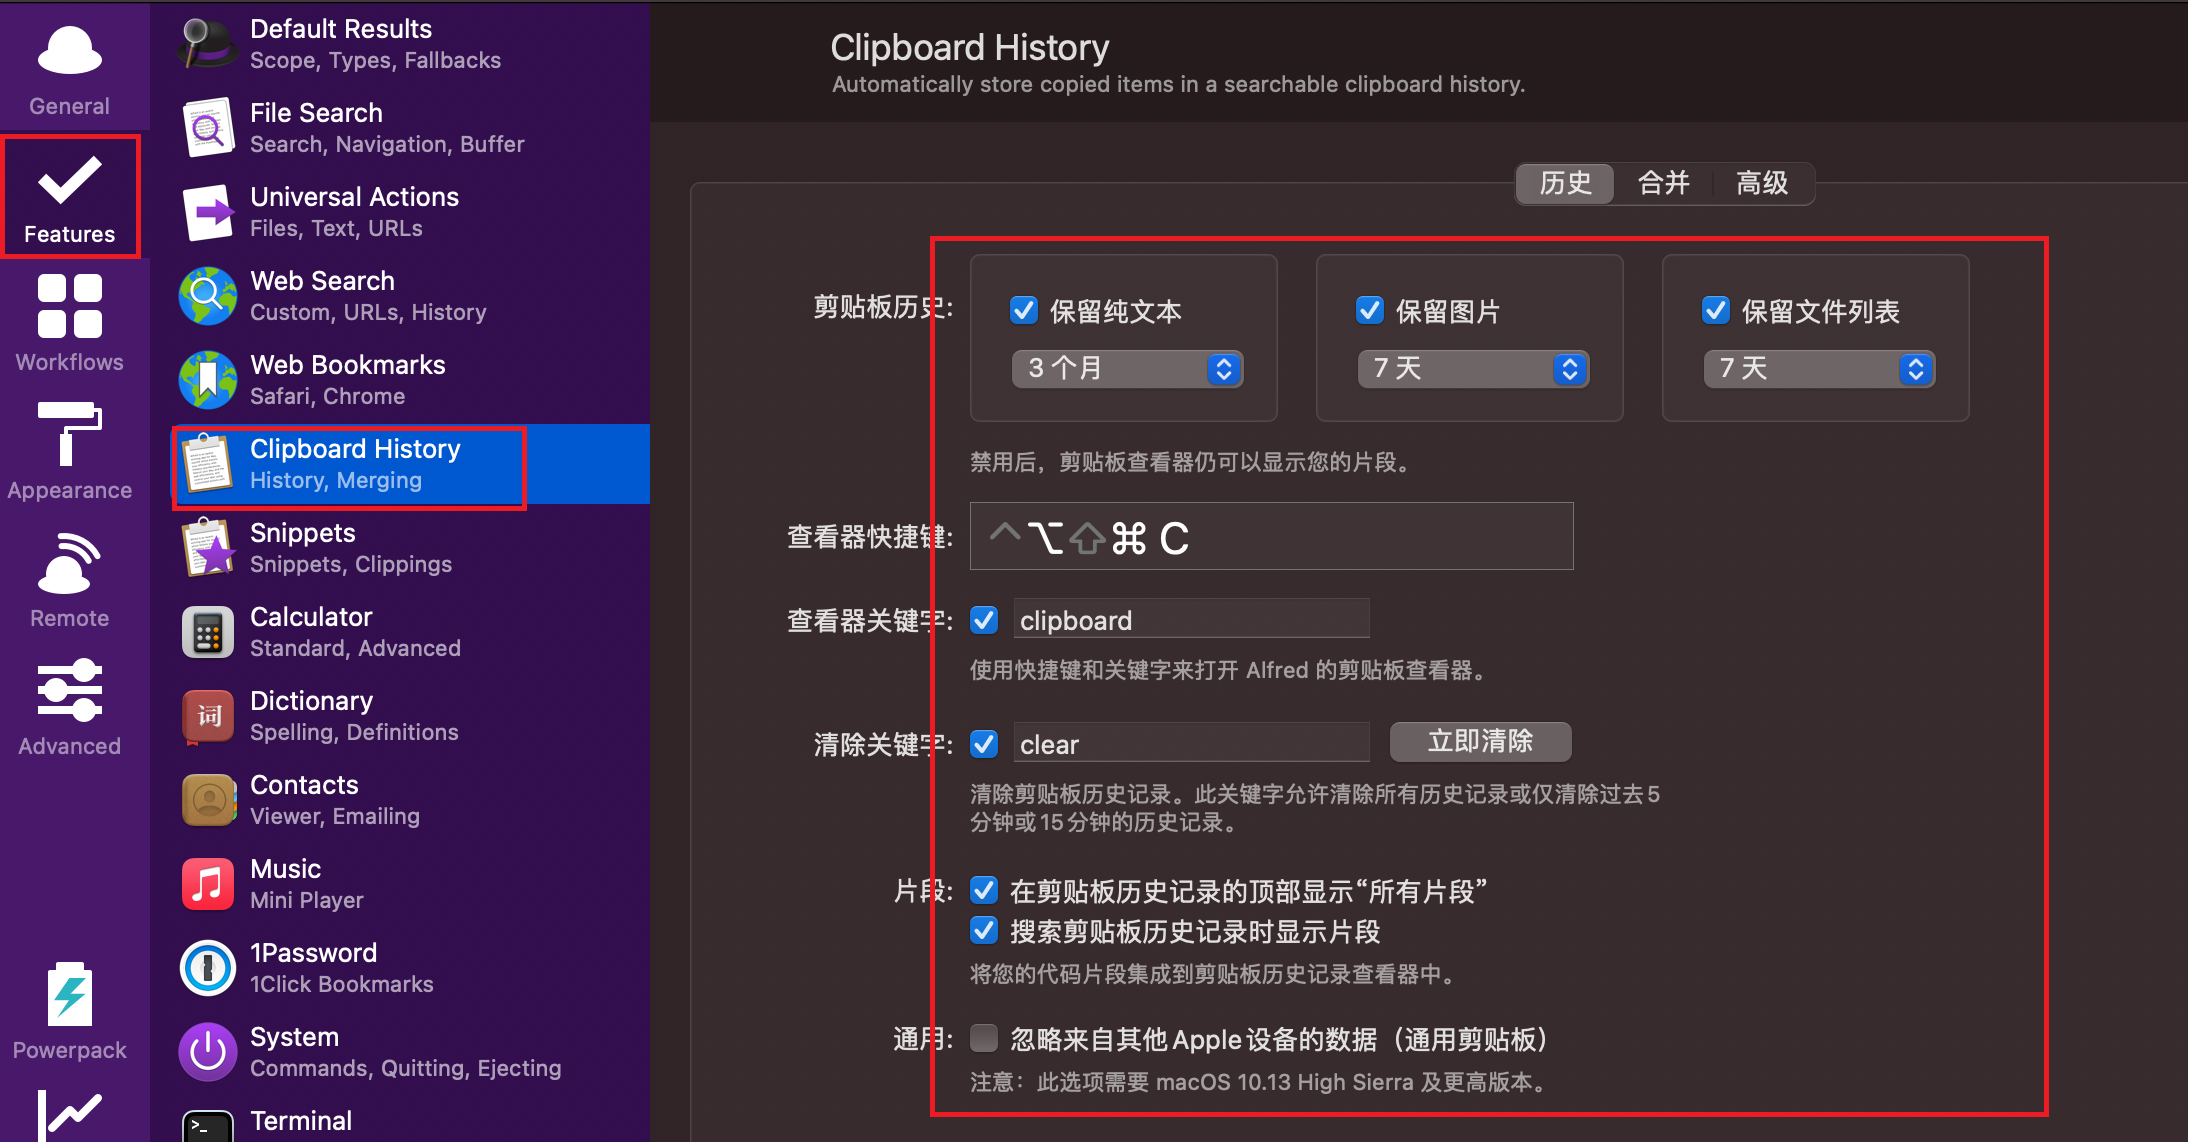 General
Features
Workflows
Appearance
Remote
Advanced
Powerpack
Default Results
Scope, Types, Fallbacks
File Search
Search, Navigation, Buffer
Universal Actions
Files, Text, URLs
Web Search
Custom, URLs, History
Web Bookmarks
Safari, Chrome
Clipboard History
History, Merging
Snippets
Snippets, Clippings
Calculator
Standard, Advanced
词
Dictionary
Spelling, Definitions
Contacts
Viewer, Emailing
Music
Mini Player
1Password
1Click Bookmarks
System
Commands, Quitting, Ejecting
>_
Terminal
Clipboard History
Automatically store copied items in a searchable clipboard history.
历史 合并 高级
剪贴板历史: 保留纯文本 保留图片 保留文件列表
3 个月 7 天 7 天
禁用后，剪贴板查看器仍可以显示您的片段。
查看器快捷键: ^⌥⇧⌘ C
查看器关键字: clipboard
使用快捷键和关键字来打开 Alfred 的剪贴板查看器。
清除关键字: clear 立即清除
清除剪贴板历史记录。此关键字允许清除所有历史记录或仅清除过去5
分钟或15分钟的历史记录。
片段: 在剪贴板历史记录的顶部显示“所有片段”
搜索剪贴板历史记录时显示片段
将您的代码片段集成到剪贴板历史记录查看器中。
通用: 忽略来自其他Apple设备的数据（通用剪贴板）
注意：此选项需要 macOS 10.13 High Sierra 及更高版本。